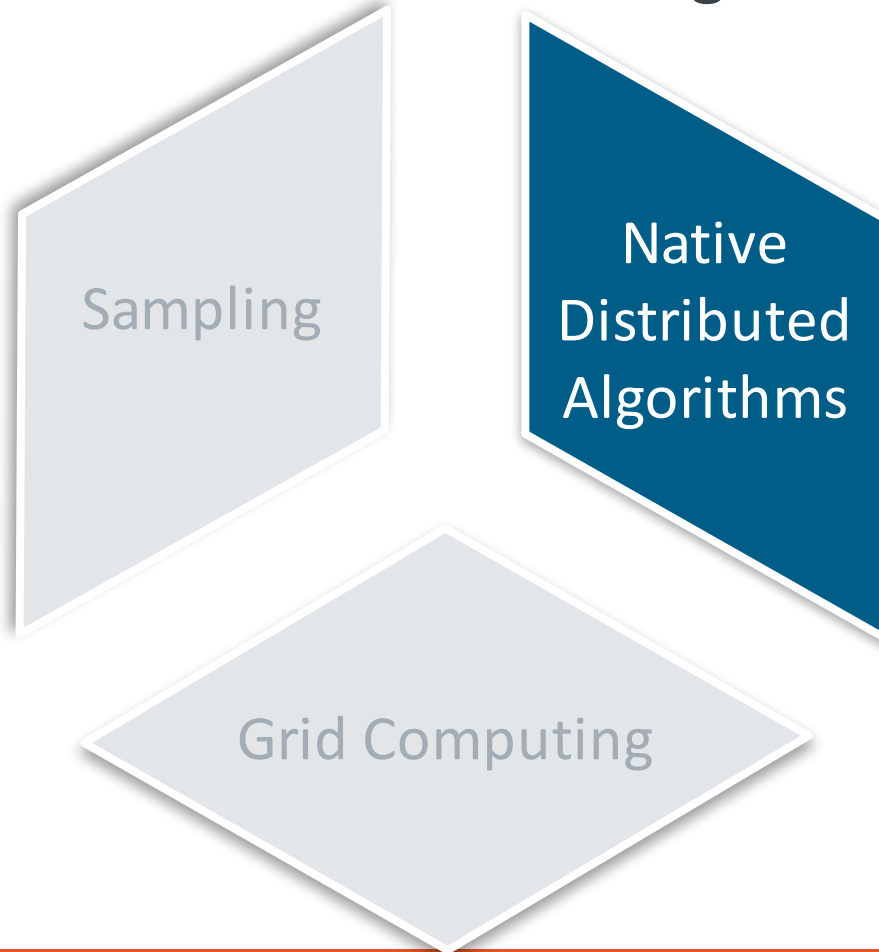 Sampling
Native
Distributed
Algorithms
Grid Computing